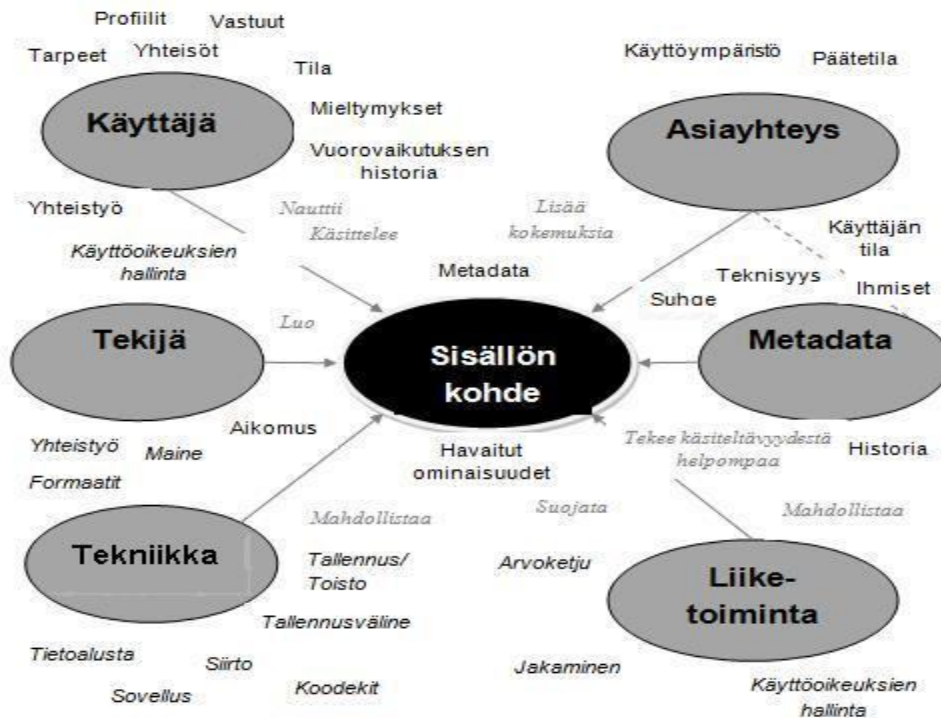 Profiilit
Vastuut
Tarpeet
Yhteisöt
Tila
Käyttäjä
Mieltymykset
Vuorovaikutuksen
historia
Yhteistyö
Nauttii
Käsittelee
Käyttöoikeuksien
hallinta
Käyttöympäristö
Päätetila
Asiayhteys
Lisää
kokemuksia
Käyttäjän
tila
Metadata
Teknisyys
Ihmiset
Suhde
Tekijä
Luo
Sisällön
kohde
Metadata
Yhteistyö
Maine
Aikomus
Formaatit
Havaitut
ominaisuudet
Tekee käsiteltävyydestä
helpompaa
Historia
Tekniikka
Mahdollistaa
Tallennus/
Toisto
Tallennusväline
Tietoalusta
Siirto
Sovellus
Koodekit
Suojata
Mahdollistaa
Arvoketju
Liike-
toiminta
Jakaminen
Käyttöoikeuksien
hallinta